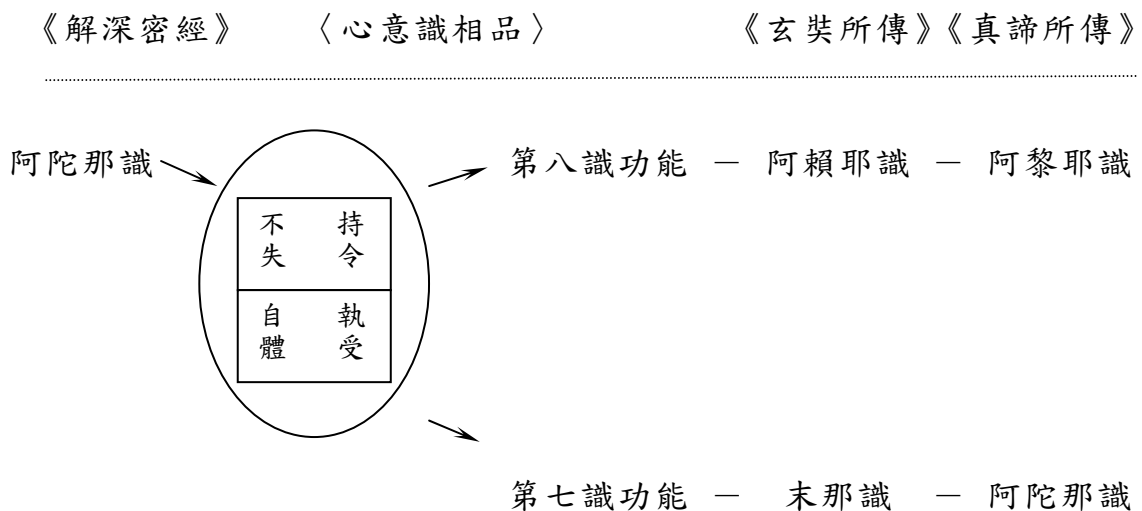 《解深密經》 〈心意識相品〉 《玄奘所傳》《真諦所傳》
阿陀那識
第八識功能 － 阿賴耶識 － 阿黎耶識
持令
不失
執受
自體
第七識功能 － 末那識 － 阿陀那識